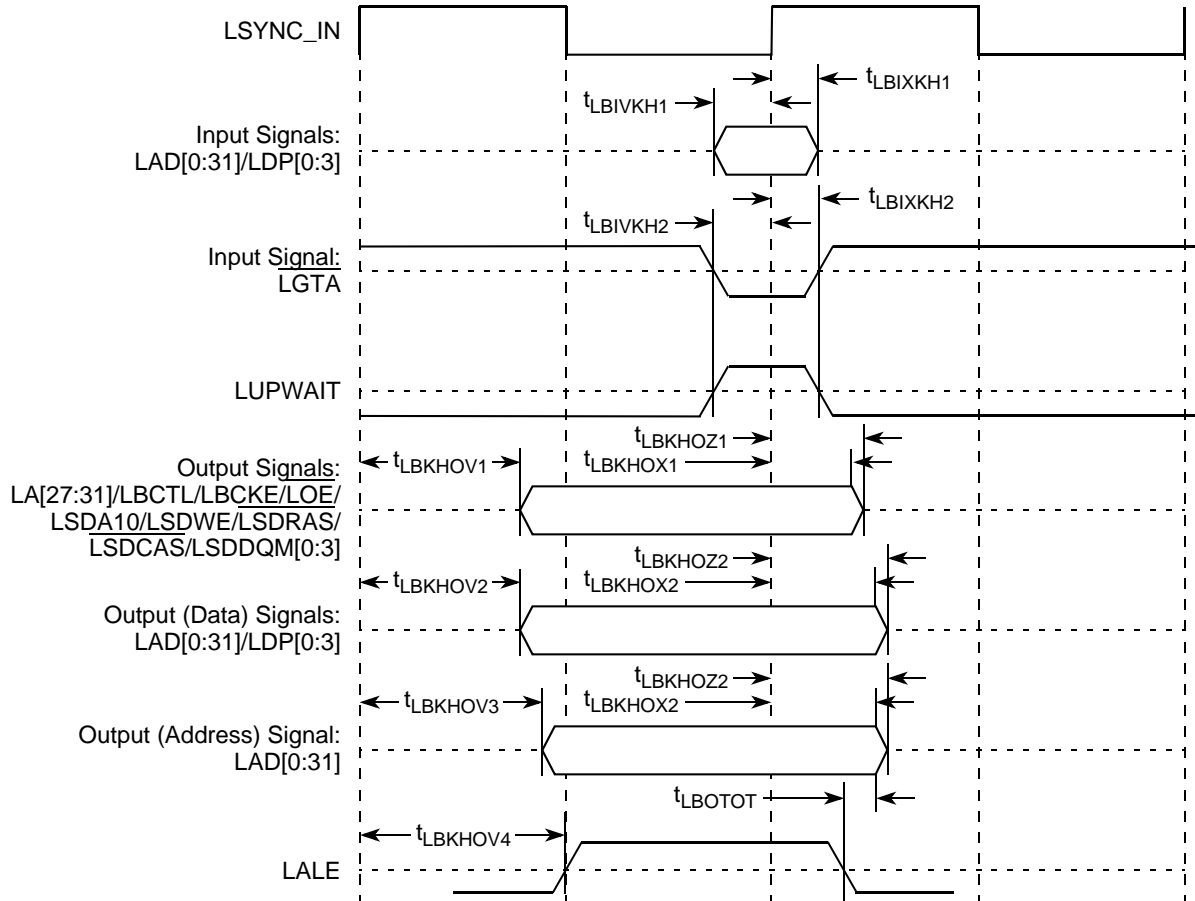 LSYNC_IN
tLBIXKH1
tLBIVKH1
Input Signals:
LAD[0:31]/LDP[0:3]
tLBIXKH2
tLBIVKH2
Input Signal:
LGTA
LUPWAIT
tLBKHOZ1
tLBKHOV1
tLBKHOX1
Output Signals:
LA[27:31]/LBCTL/LBCKE/LOE/
LSDA10/LSDWE/LSDRAS/
LSDCAS/LSDDQM[0:3]
tLBKHOZ2
tLBKHOV2
tLBKHOX2
Output (Data) Signals:
LAD[0:31]/LDP[0:3]
tLBKHOZ2
tLBKHOV3
tLBKHOX2
Output (Address) Signal:
LAD[0:31]
tLBOTOT
tLBKHOV4
LALE